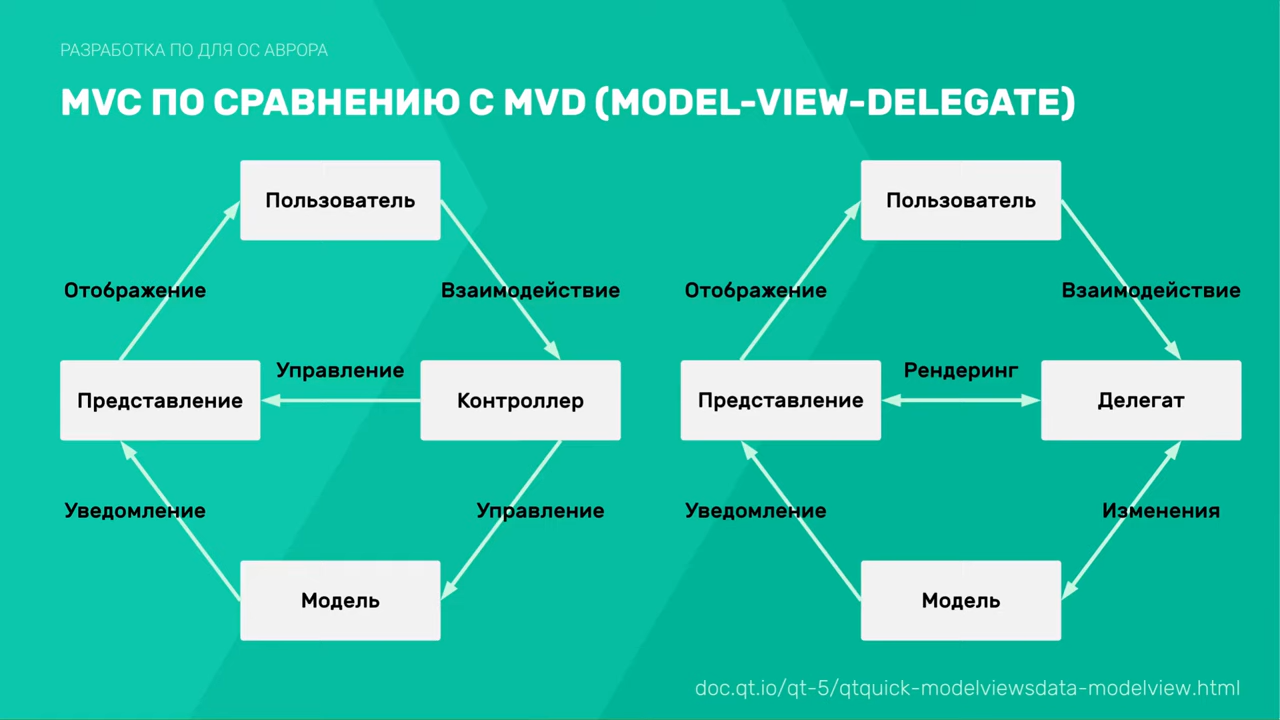 РАЗРАБОТКА ПО ДЛЯ ОС АВРОРА
MVC ПО СРАВНЕНИЮ С MVD (MODEL-VIEW-DELEGATE)
Пользователь
Отображение
Взаимодействие
Управление
Представление
Контроллер
Уведомление
Управление
Модель
Пользователь
Отображение
Взаимодействие
Рендеринг
Представление
Делегат
Уведомление
Изменения
Модель
doc.qt.io/qt-5/qtquick-modelviewsdata-modelview.html